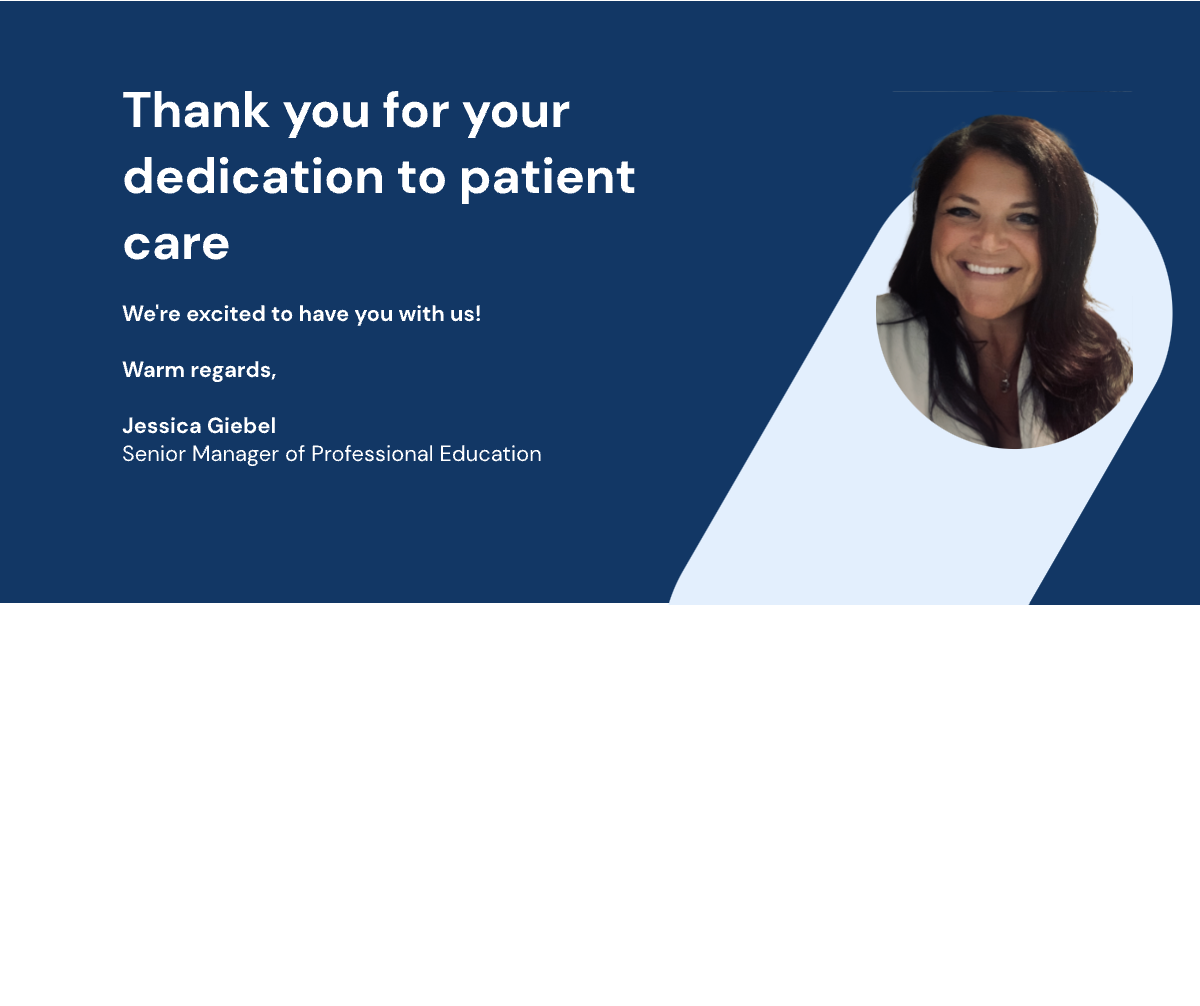 Thank you for your
dedication to patient
care
We're excited to have you with us!
Warm regards,
Jessica Giebel
Senior Manager of Professional Education